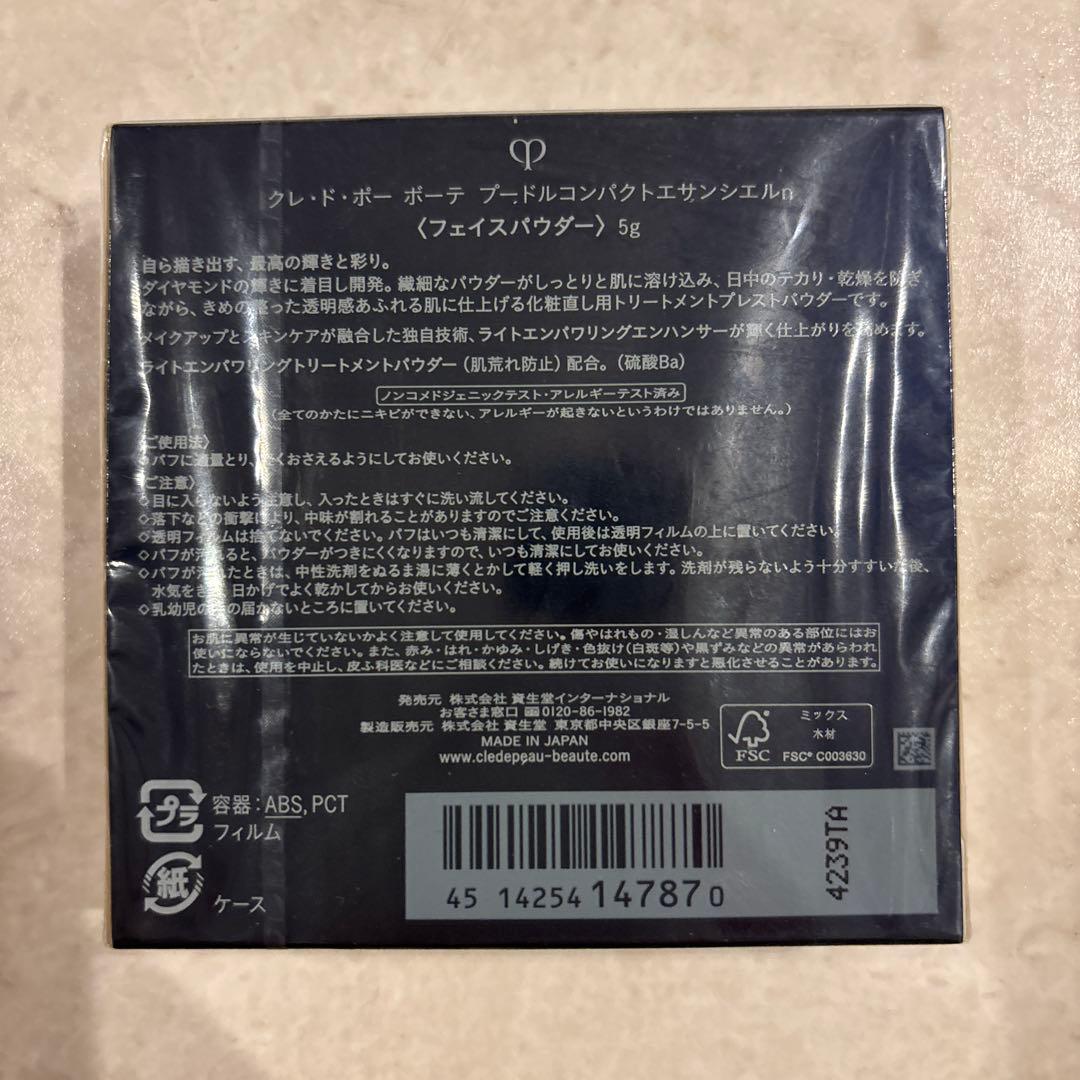 クレ・ド・ポー ボーテ プードルコンパクトエサンシエルn
〈フェイスパウダー〉5g
自ら描き出す、最高の輝きと彩り。
ダイヤモンドの輝きに着目し開発。繊細なパウダーがしっとりと肌に溶け込み、日中のテカリ・乾燥を防ぎ
ながら、きめの整った透明感あふれる肌に仕上げる化粧直し用トリートメントプレストパウダーです。
メイクアップとスキンケアが融合した独自技術、ライトエンパワリングエンハンサーが輝く仕上がりを高めます。
ライトエンパワリングトリートメントパウダー（肌荒れ防止）配合。（硫酸Ba）
ノンコメドジェニックテスト・アレルギーテスト済み
（全てのかたにニキビができない、アレルギーが起きないというわけではありません。）
〈ご使用法〉
◇パフに適量とり、軽くおさえるようにしてお使いください。
〈ご注意〉
◇目に入らないよう注意し、入ったときはすぐに洗い流してください。
◇落下などの衝撃により、中味が割れることがありますのでご注意ください。
◇透明フィルムは捨てないでください。パフはいつも清潔にして、使用後は透明フィルムの上に置いてください。
◇パフが汚れると、パウダーがつきにくくなりますので、いつも清潔にしてお使いください。
◇パフが汚れたときは、中性洗剤をぬるま湯に薄くとかして軽く押し洗いをします。洗剤が残らないよう十分すすいだ後、
水気をきり、日かげでよく乾かしてからお使いください。
◇乳幼児の手の届かないところに置いてください。
お肌に異常が生じていないかよく注意して使用してください。傷やはれもの・湿しんなど異常のある部位にはお
使いにならないでください。また、赤み・はれ・かゆみ・しげき・色抜け（白斑等）や黒ずみなどの異常があらわれ
たときは、使用を中止し、皮ふ科医などにご相談ください。続けてお使いになりますと悪化することがあります。
発売元 株式会社 資生堂インターナショナル
お客さま窓口 0120-86-1982
製造販売元 株式会社 資生堂 東京都中央区銀座7-5-5
MADE IN JAPAN
www.cledepeau-beaute.com
FSC
ミックス
木材
FSC® C003630
プラ
容器：ABS, PCT
フィルム
紙
ケース
45 14254 14787 0
4239TA